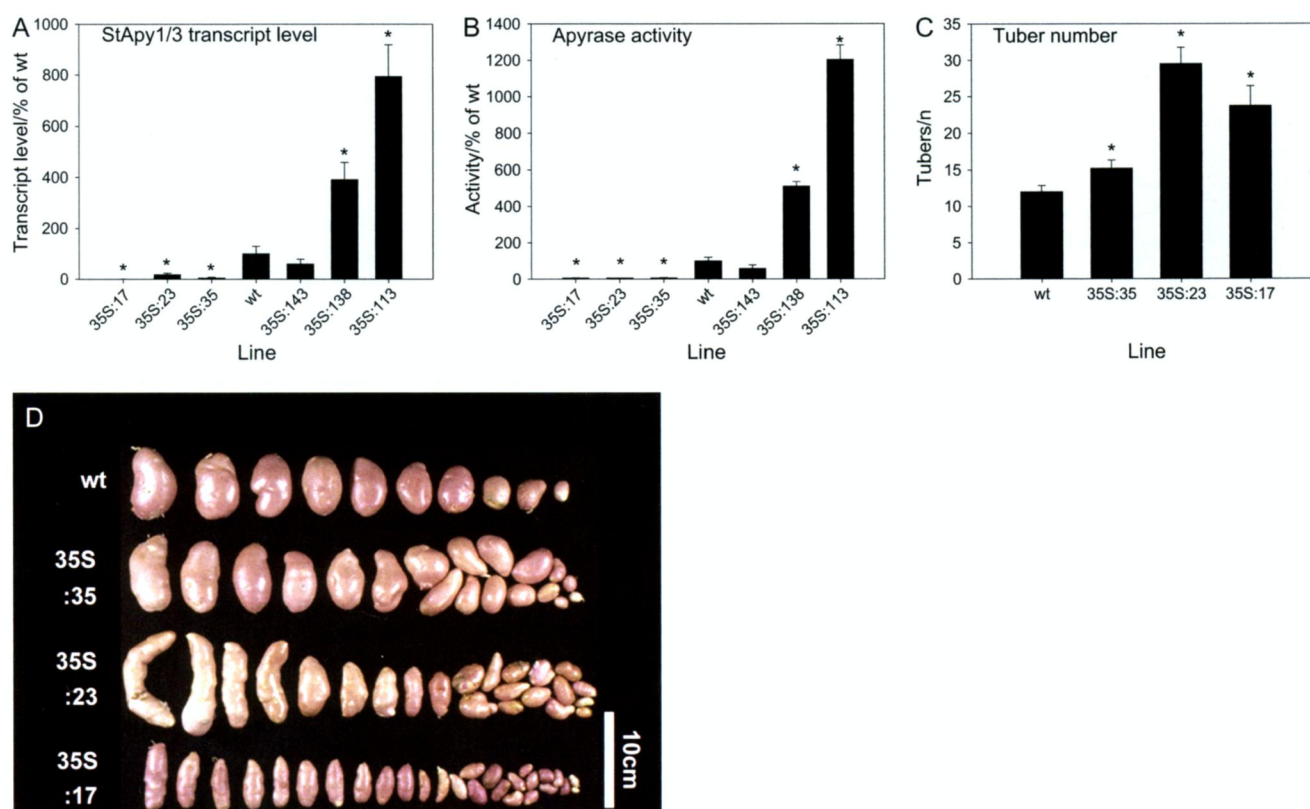 A StApy1/3 transcript level
Transcript level/% of wt
1000
800
600
400
200
0
* * * * *
35S:17 35S:23 35S:35 wt 35S:143 35S:138 35S:113
Line
B Apyrase activity
Activity/% of wt
1400
1200
1000
800
600
400
200
0
* * * * *
35S:17 35S:23 35S:35 wt 35S:143 35S:138 35S:113
Line
C Tuber number
Tubers/n
35
30
25
20
15
10
5
0
* * *
wt 35S:35 35S:23 35S:17
Line
D
wt
35S
:35
35S
:23
35S
:17
10cm